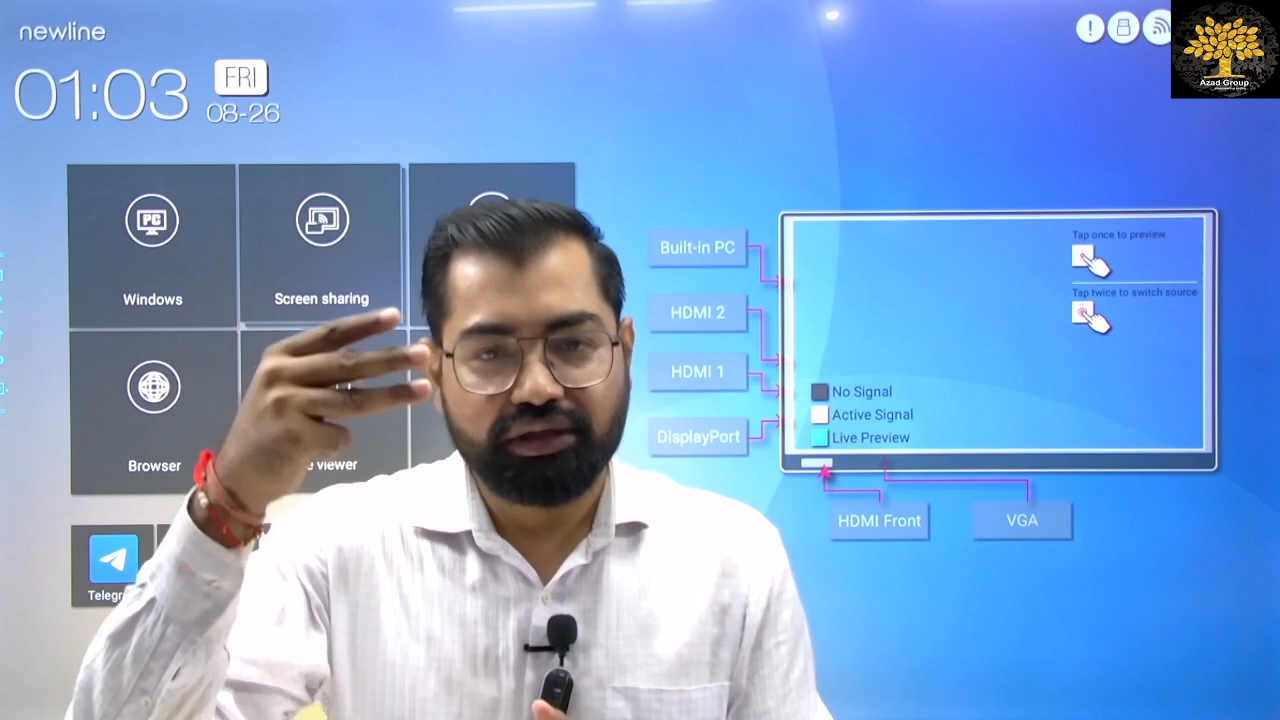 newline
01:03
FRI
08-26
Azad Group
PC
Windows
Screen sharing
Browser
viewer
Built-in PC
HDMI 2
HDMI 1
DisplayPort
Tap once to preview
Tap twice to switch source
No Signal
Active Signal
Live Preview
HDMI Front
VGA